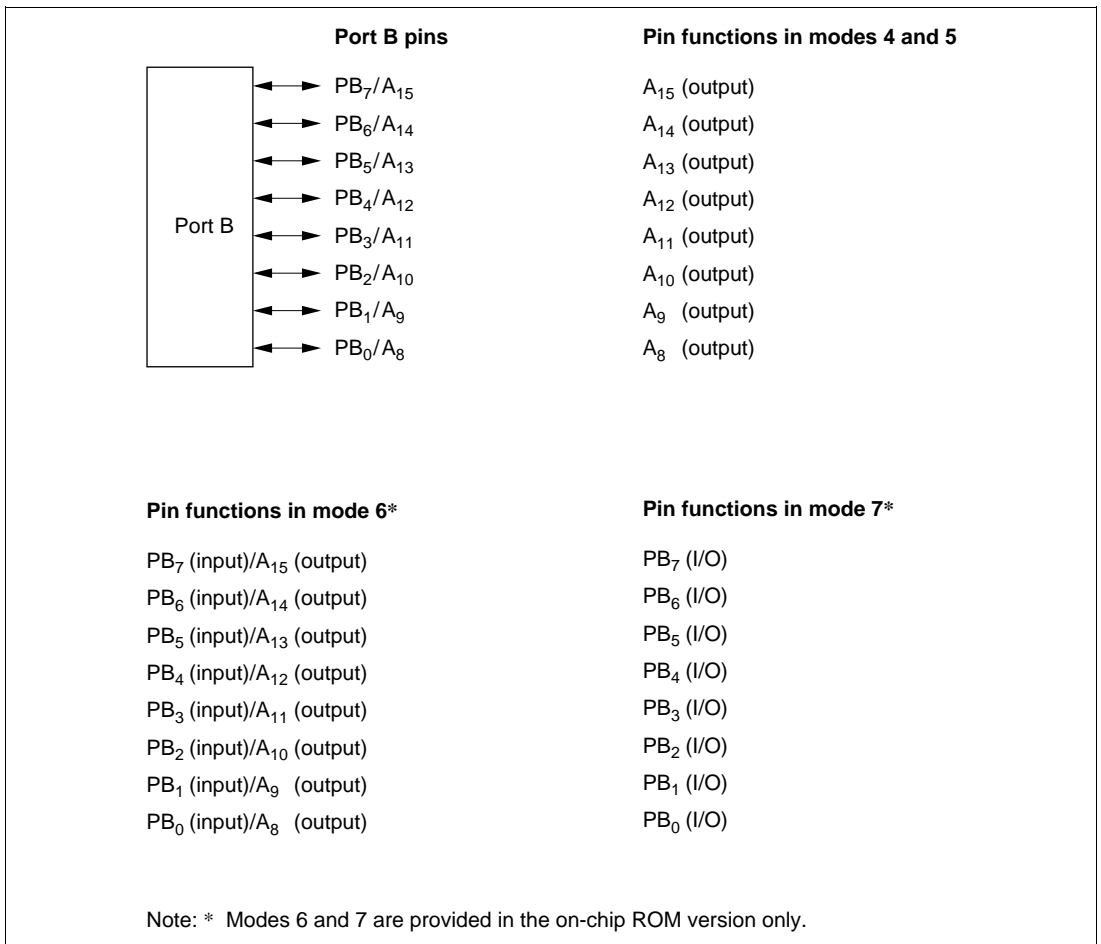 Port B pins    Pin functions in modes 4 and 5
PB₇/A₁₅    A₁₅ (output)
PB₆/A₁₄    A₁₄ (output)
PB₅/A₁₃    A₁₃ (output)
PB₄/A₁₂    A₁₂ (output)
Port B
PB₃/A₁₁    A₁₁ (output)
PB₂/A₁₀    A₁₀ (output)
PB₁/A₉    A₉ (output)
PB₀/A₈    A₈ (output)
Pin functions in mode 6*    Pin functions in mode 7*
PB₇ (input)/A₁₅ (output)    PB₇ (I/O)
PB₆ (input)/A₁₄ (output)    PB₆ (I/O)
PB₅ (input)/A₁₃ (output)    PB₅ (I/O)
PB₄ (input)/A₁₂ (output)    PB₄ (I/O)
PB₃ (input)/A₁₁ (output)    PB₃ (I/O)
PB₂ (input)/A₁₀ (output)    PB₂ (I/O)
PB₁ (input)/A₉ (output)    PB₁ (I/O)
PB₀ (input)/A₈ (output)    PB₀ (I/O)
Note: * Modes 6 and 7 are provided in the on-chip ROM version only.